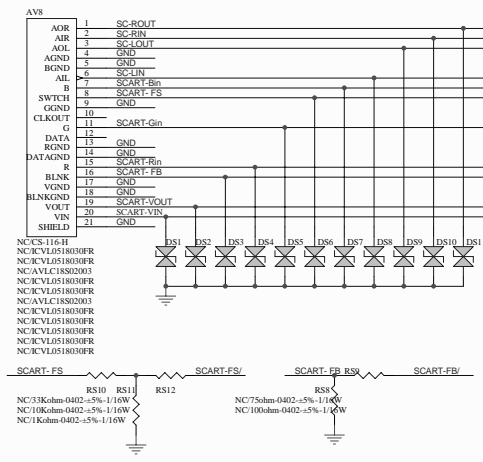 AV8
AOR 1 SC-ROUT
AIR 2 SC-RIN
AOL 3 SC-LOUT
AGND 4 GND
BGND 5 GND
AIL 6 SC-LIN
B 7 SCART-Bin
SWTCH 8 SCART- FS
GGND 9 GND
CLKOUT 10
G 11 SCART-Gin
DATA 12
RGND 13 GND
DATAGND 14 GND
R 15 SCART-Rin
BLNK 16 SCART- FB
VGND 17 GND
BLNKGND 18 GND
VOUT 19 SCART-VOUT
VIN 20 SCART-VIN
SHIELD 21 GND
DS1 DS2 DS3 DS4 DS5 DS6 DS7 DS8 DS9 DS10 DS1
NC/CS-116-H
NC/ICVL0518030FR
NC/ICVL0518030FR
NC/AVLC18S02003
NC/ICVL0518030FR
NC/ICVL0518030FR
NC/AVLC18S02003
NC/ICVL0518030FR
NC/ICVL0518030FR
NC/ICVL0518030FR
NC/ICVL0518030FR
SCART- FS SCART-FS/
RS10 RS11 RS12
NC/33Kohm-0402-±5%-1/16W
NC/10Kohm-0402-±5%-1/16W
NC/1Kohm-0402-±5%-1/16W
SCART- FB RS9 SCART-FB/
RS8
NC/75ohm-0402-±5%-1/16W
NC/100ohm-0402-±5%-1/16W